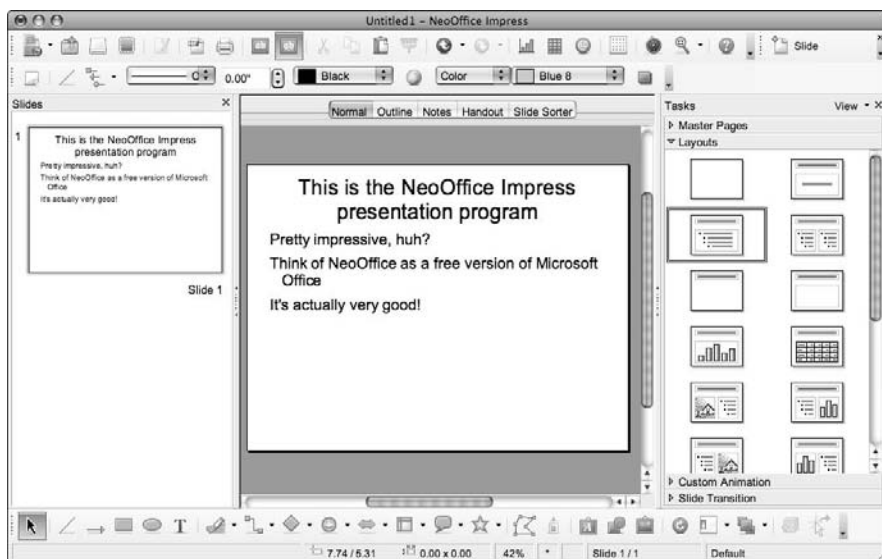 Untitled1 - NeoOffice Impress
Slide
0.00"
Black
Color
Blue 8
Slides
Normal Outline Notes Handout Slide Sorter
Tasks
View
Master Pages
Layouts
1
This is the NeoOffice Impress
presentation program
Pretty impressive, huh?
Think of NeoOffice as a free version of Microsoft
Office
It's actually very good!
Slide 1
This is the NeoOffice Impress
presentation program
Pretty impressive, huh?
Think of NeoOffice as a free version of Microsoft
Office
It's actually very good!
Custom Animation
Slide Transition
7.74 / 5.31
0.00 x 0.00
42%
*
Slide 1 / 1
Default